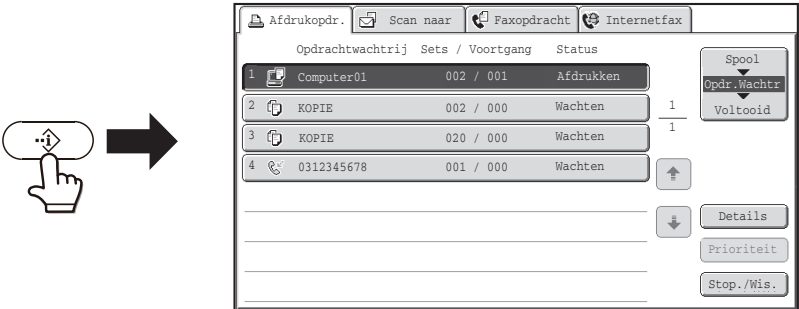 Afdrukopdr. Scan naar Faxopdracht Internetfax
Opdrachtwachtrij Sets / Voortgang Status
1 Computer01 002 / 001 Afdrukken
2 KOPIE 002 / 000 Wachten
3 KOPIE 020 / 000 Wachten
4 0312345678 001 / 000 Wachten
1
1
Spool
Opdr.Wachtr
Voltooid
Details
Prioriteit
Stop./Wis.